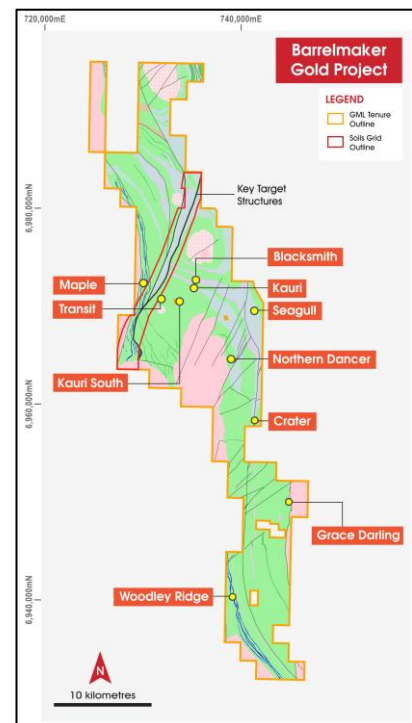 720,000mE
740,000mE
Barrelmaker
Gold Project
LEGEND
GML Tenure
Outline
Soils Grid
Outline
Key Target
Structures
6,980,000mN
Blacksmith
Maple
Kauri
Transit
Seagull
Northern Dancer
Kauri South
6,960,000mN
Crater
Grace Darling
Woodley Ridge
6,940,000mN
N
10 kilometres